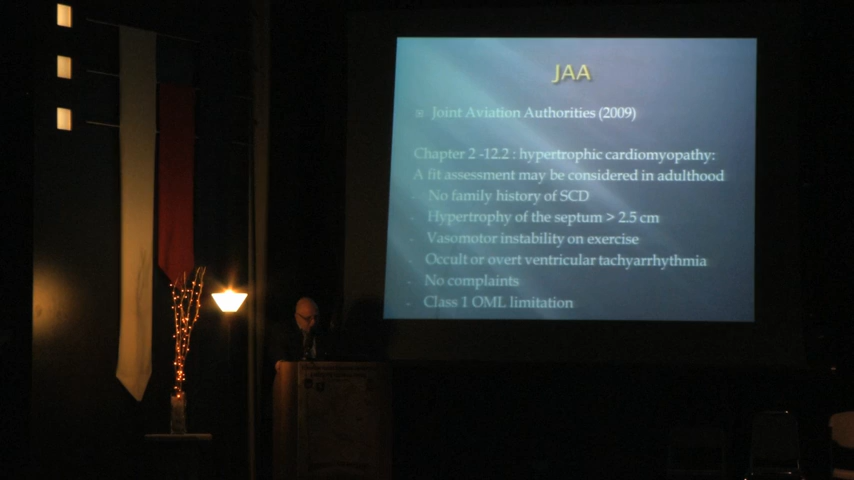 JAA
Joint Aviation Authorities (2009)
Chapter 2 -12.2 : hypertrophic cardiomyopathy:
A fit assessment may be considered in adulthood
- No family history of SCD
- Hypertrophy of the septum > 2.5 cm
- Vasomotor instability on exercise
- Occult or overt ventricular tachyarrhythmia
- No complaints
- Class 1 OML limitation